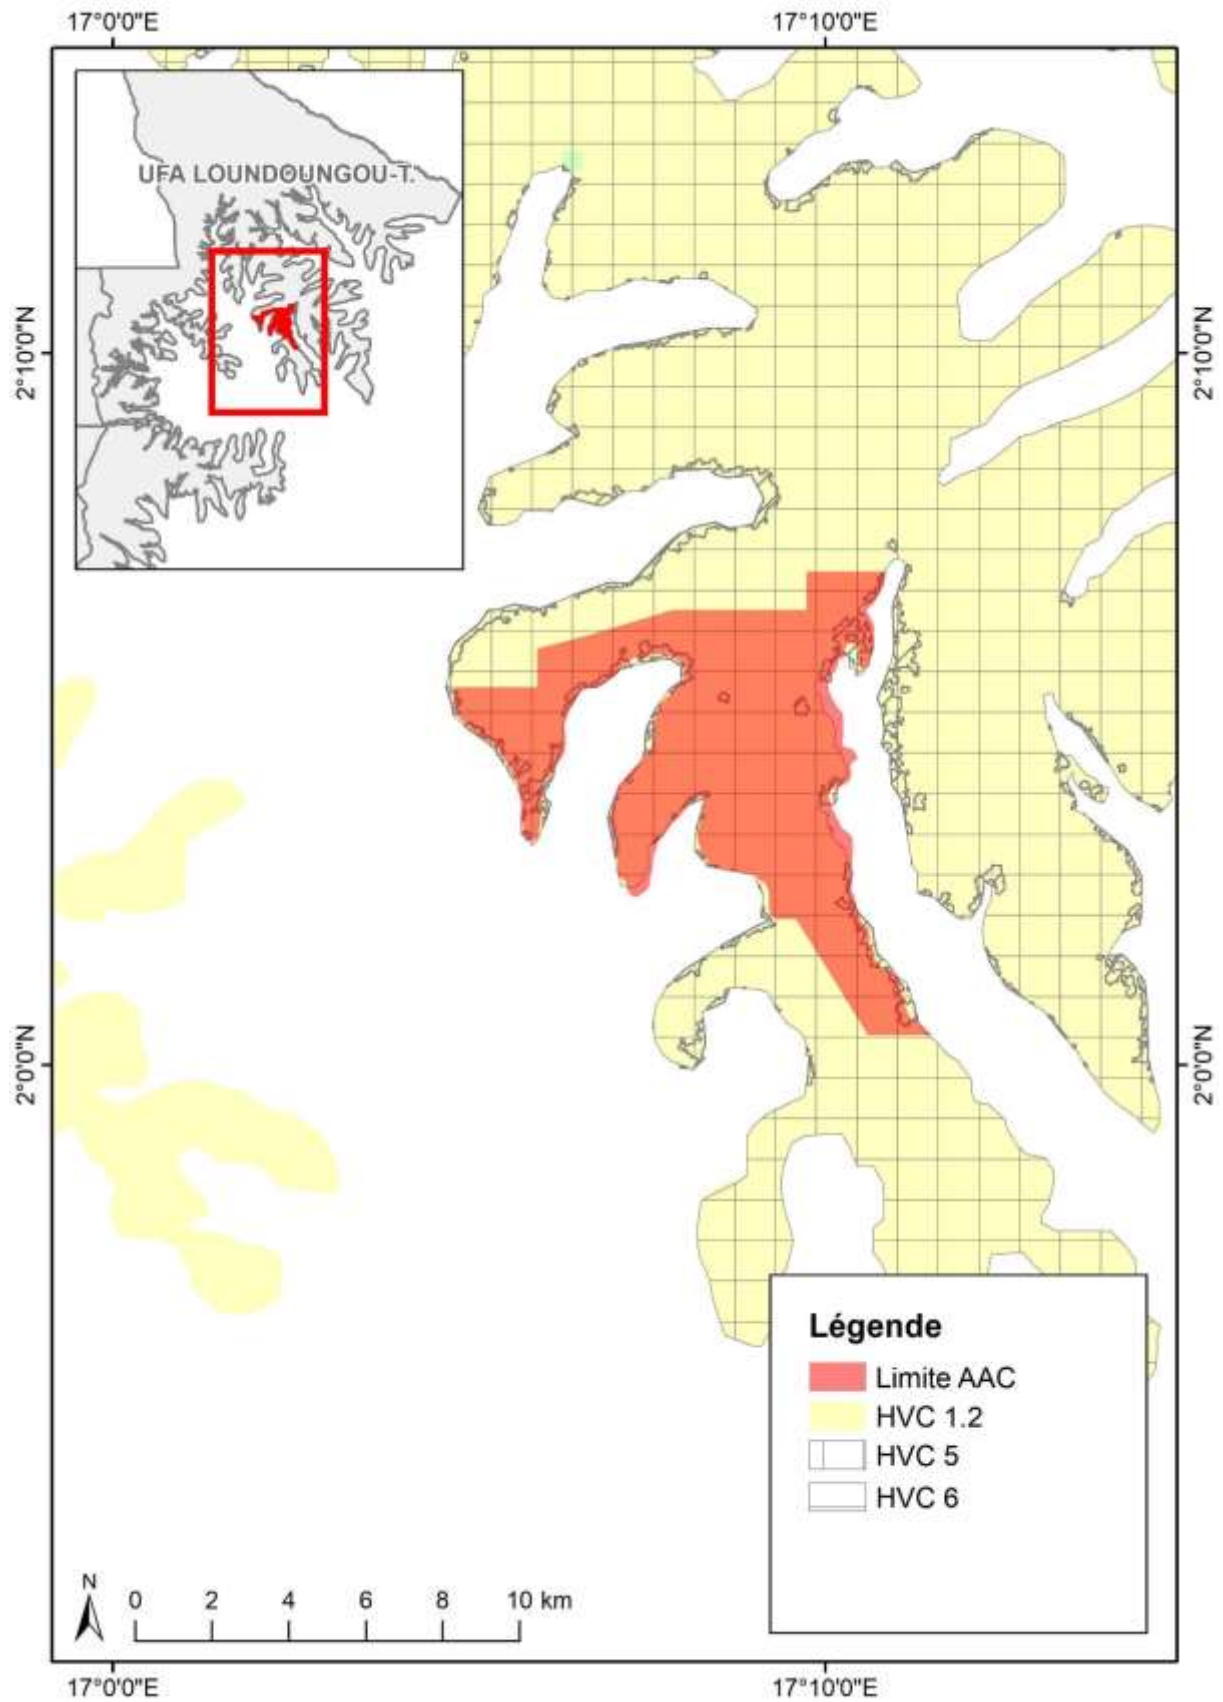 17°0'0"E 17°10'0"E
UFA LOUNDOUNGOU-T.
2°10'0"N 2°10'0"N
2°0'0"N 2°0'0"N
Légende
Limite AAC
HVC 1.2
HVC 5
HVC 6
N
0 2 4 6 8 10 km
17°0'0"E 17°10'0"E